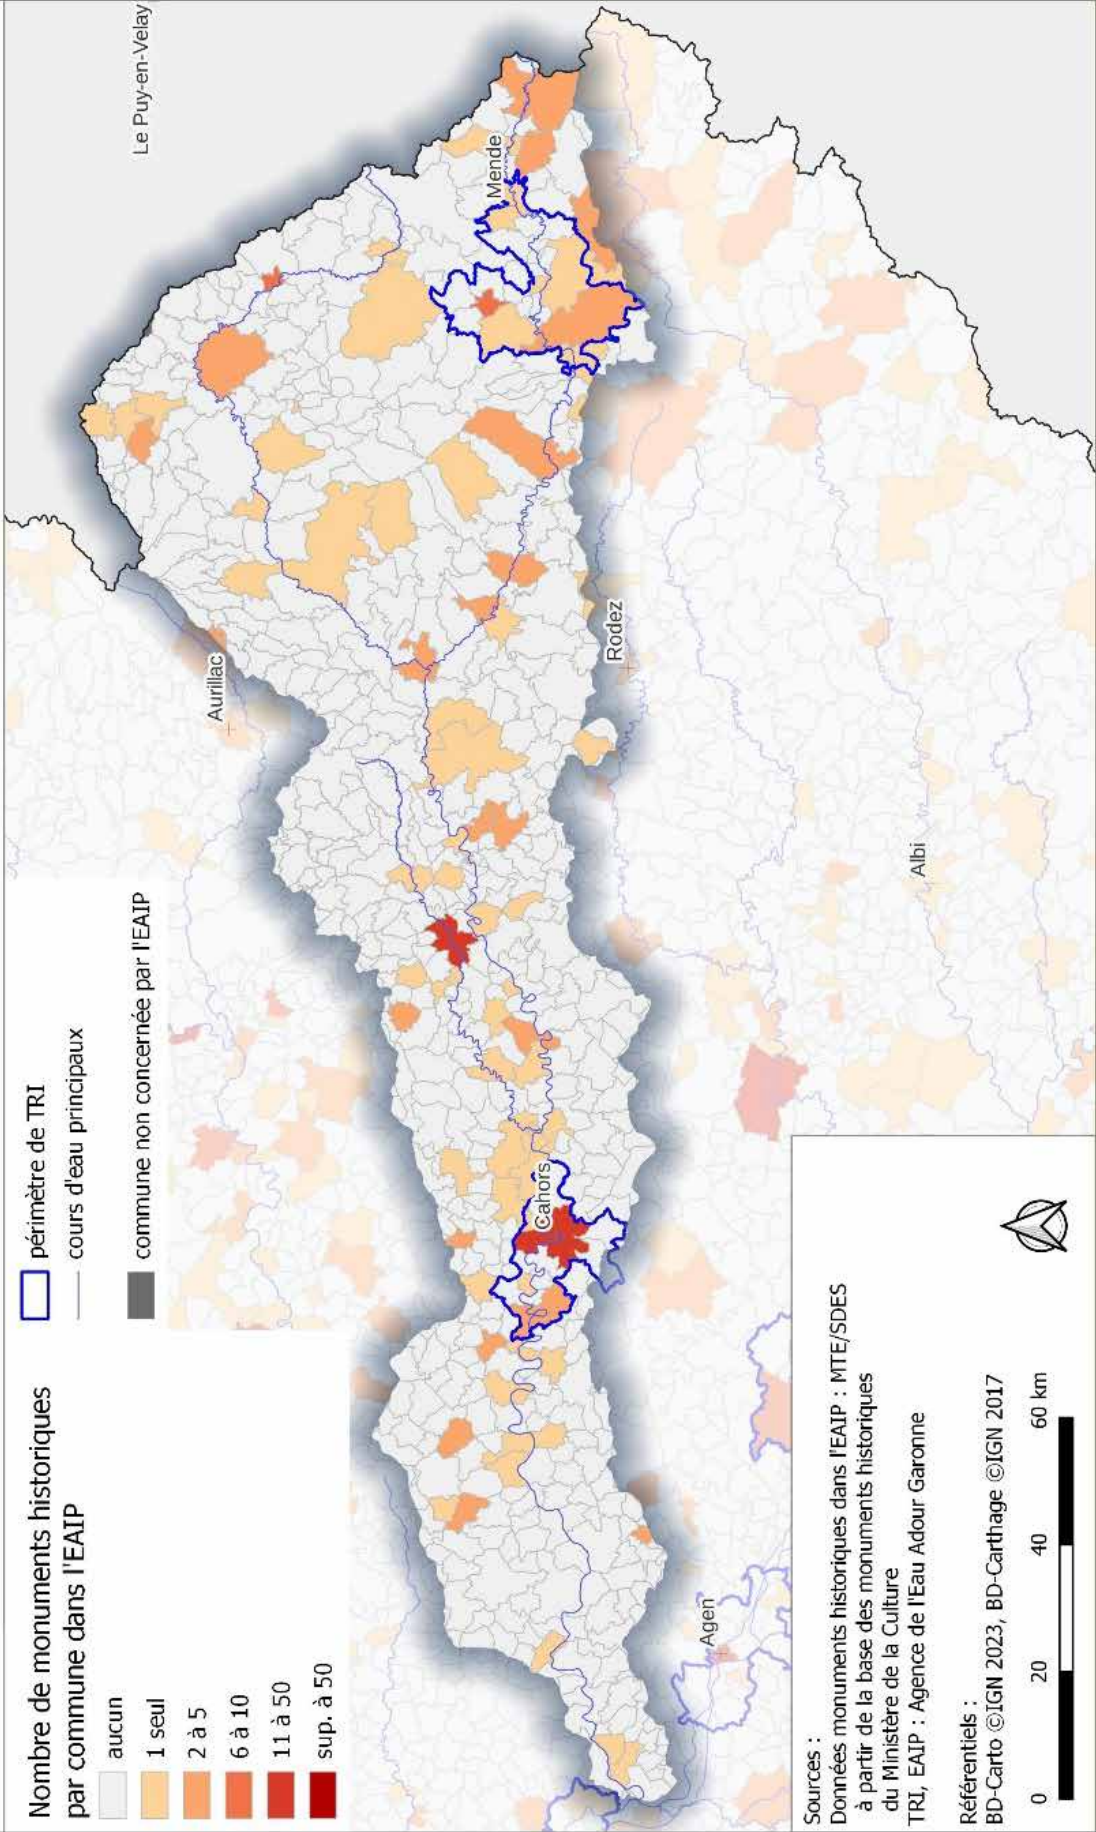 Nombre de monuments historiques
par commune dans l'EAIP
aucun
1 seul
2 à 5
6 à 10
11 à 50
sup. à 50
périmètre de TRI
cours d'eau principaux
commune non concernée par l'EAIP
Le Puy-en-Velay
Aurillac
Mende
Rodez
Cahors
Albi
Agen
Sources :
Données monuments historiques dans l'EAIP : MTE/SDES
à partir de la base des monuments historiques
du Ministère de la Culture
TRI, EAIP : Agence de l'Eau Adour Garonne
Référentiels :
BD-Carto ©IGN 2023, BD-Carthage ©IGN 2017
0 20 40 60 km